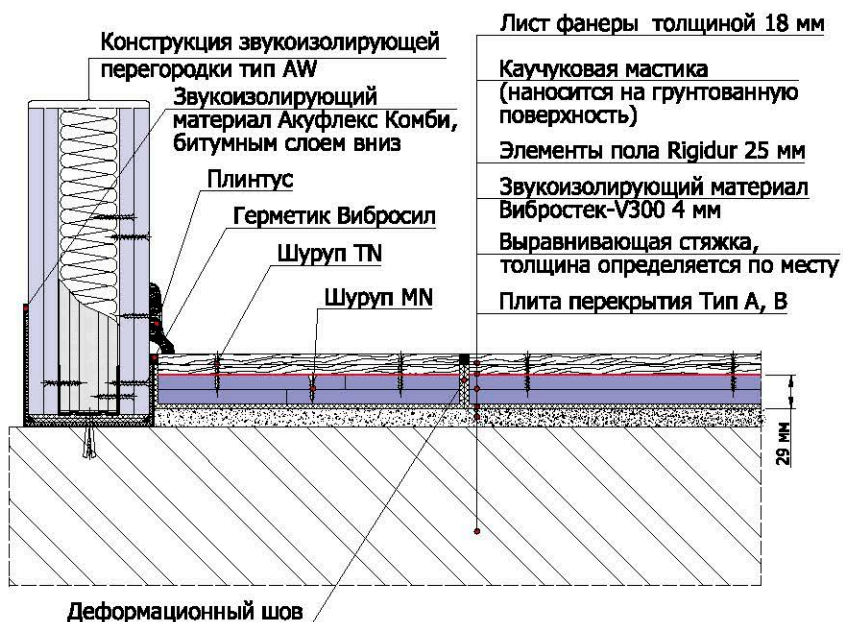 Конструкция звукоизолирующей
перегородки тип AW
Звукоизолирующий
материал Акуфлекс Комби,
битумным слоем вниз
Плинтус
Герметик Вибросил
Шуруп TN
Шуруп MN
Лист фанеры толщиной 18 мм
Каучуковая мастика
(наносится на грунтованную
поверхность)
Элементы пола Rigidur 25 мм
Звукоизолирующий материал
Вибростек-V300 4 мм
Выравнивающая стяжка,
толщина определяется по месту
Плита перекрытия Тип А, В
29 мм
Деформационный шов